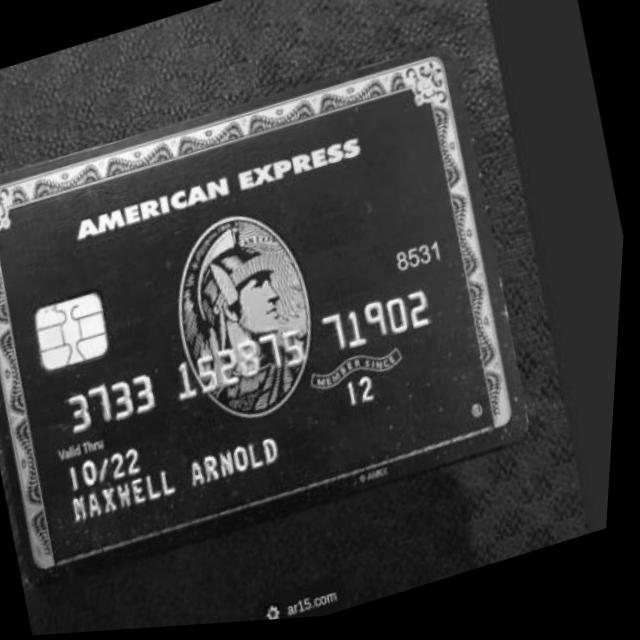 AMERICAN EXPRESS
8531
3733 152875 71902
MEMBER SINCE
12
Valid Thru
10/22
MAXWELL ARNOLD
®
ar15.com